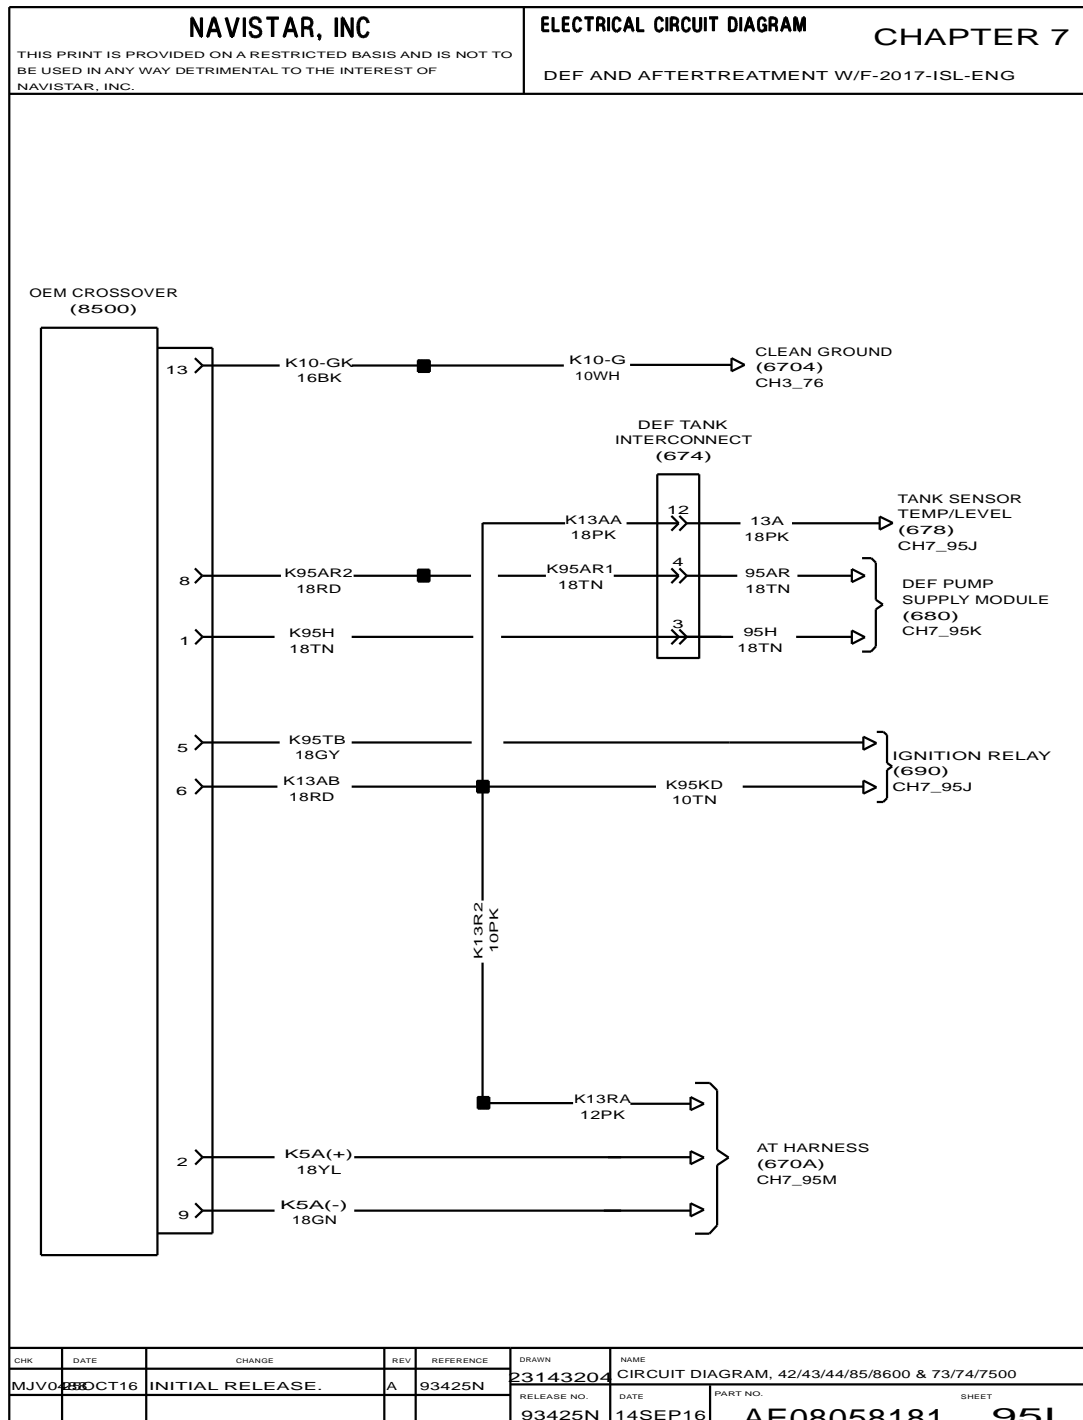 NAVISTAR, INC
THIS PRINT IS PROVIDED ON A RESTRICTED BASIS AND IS NOT TO
BE USED IN ANY WAY DETRIMENTAL TO THE INTEREST OF
NAVISTAR, INC.
ELECTRICAL CIRCUIT DIAGRAM
CHAPTER 7
DEF AND AFTERTREATMENT W/F-2017-ISL-ENG
OEM CROSSOVER
(8500)
13
K10-GK
16BK
K10-G
10WH
CLEAN GROUND
(6704)
CH3_76
DEF TANK
INTERCONNECT
(674)
K13AA
18PK
12
13A
18PK
TANK SENSOR
TEMP/LEVEL
(678)
CH7_95J
8
K95AR2
18RD
K95AR1
18TN
4
95AR
18TN
DEF PUMP
SUPPLY MODULE
(680)
CH7_95K
1
K95H
18TN
3
95H
18TN
5
K95TB
18GY
6
K13AB
18RD
K95KD
10TN
IGNITION RELAY
(690)
CH7_95J
K13R2
10PK
K13RA
12PK
2
K5A(+)
18YL
9
K5A(-)
18GN
AT HARNESS
(670A)
CH7_95M
CHK
DATE
CHANGE
REV
REFERENCE
OCT16
INITIAL RELEASE.
A
93425N
DRAWN
23143204
NAME
CIRCUIT DIAGRAM, 42/43/44/85/8600 & 73/74/7500
RELEASE NO.
93425N
DATE
14SEP16
PART NO.
AE08058181
SHEET